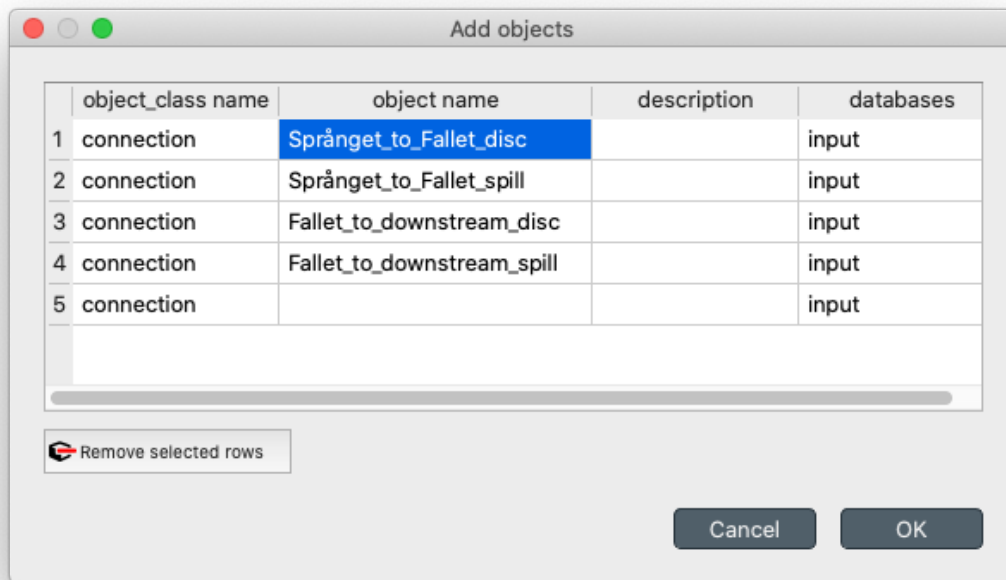 Add objects
object_class name object name description databases
1 connection Språnget_to_Fallet_disc input
2 connection Språnget_to_Fallet_spill input
3 connection Fallet_to_downstream_disc input
4 connection Fallet_to_downstream_spill input
5 connection input
Remove selected rows
Cancel OK